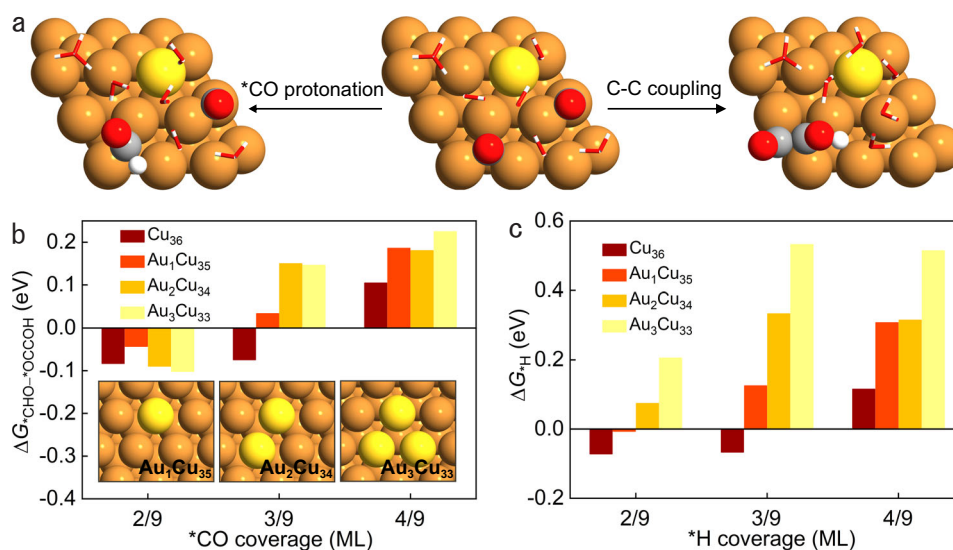 a
*CO protonation
C-C coupling
b
Cu₃₆
Au₁Cu₃₅
Au₂Cu₃₄
Au₃Cu₃₃
0.2
0.1
0.0
-0.1
-0.2
-0.3
-0.4
ΔG*CHO–*OCCOH (eV)
Au₁Cu₃₅
Au₂Cu₃₄
Au₃Cu₃₃
2/9
3/9
4/9
*CO coverage (ML)
c
Cu₃₆
Au₁Cu₃₅
Au₂Cu₃₄
Au₃Cu₃₃
0.6
0.4
0.2
0.0
-0.2
ΔG*H (eV)
2/9
3/9
4/9
*H coverage (ML)